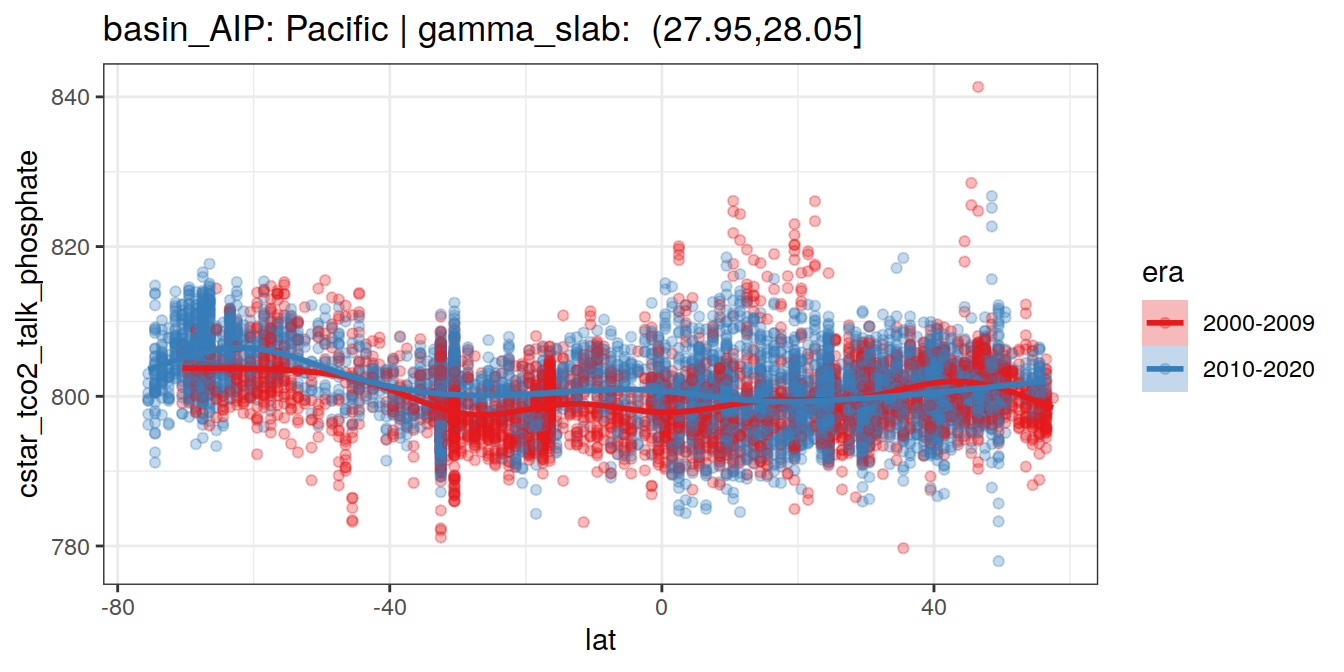 basin_AIP: Pacific | gamma_slab:  (27.95,28.05]
cstar_tco2_talk_phosphate
840
820
800
780
-80
-40
0
40
lat
era
2000-2009
2010-2020